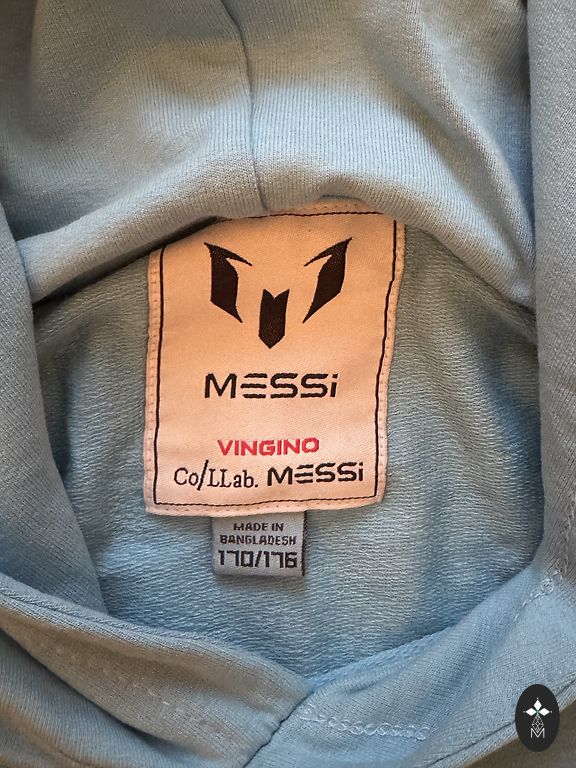 MESSi
VINGINO
Co/LLab. MESSi
MADE IN
BANGLADESH
170/176